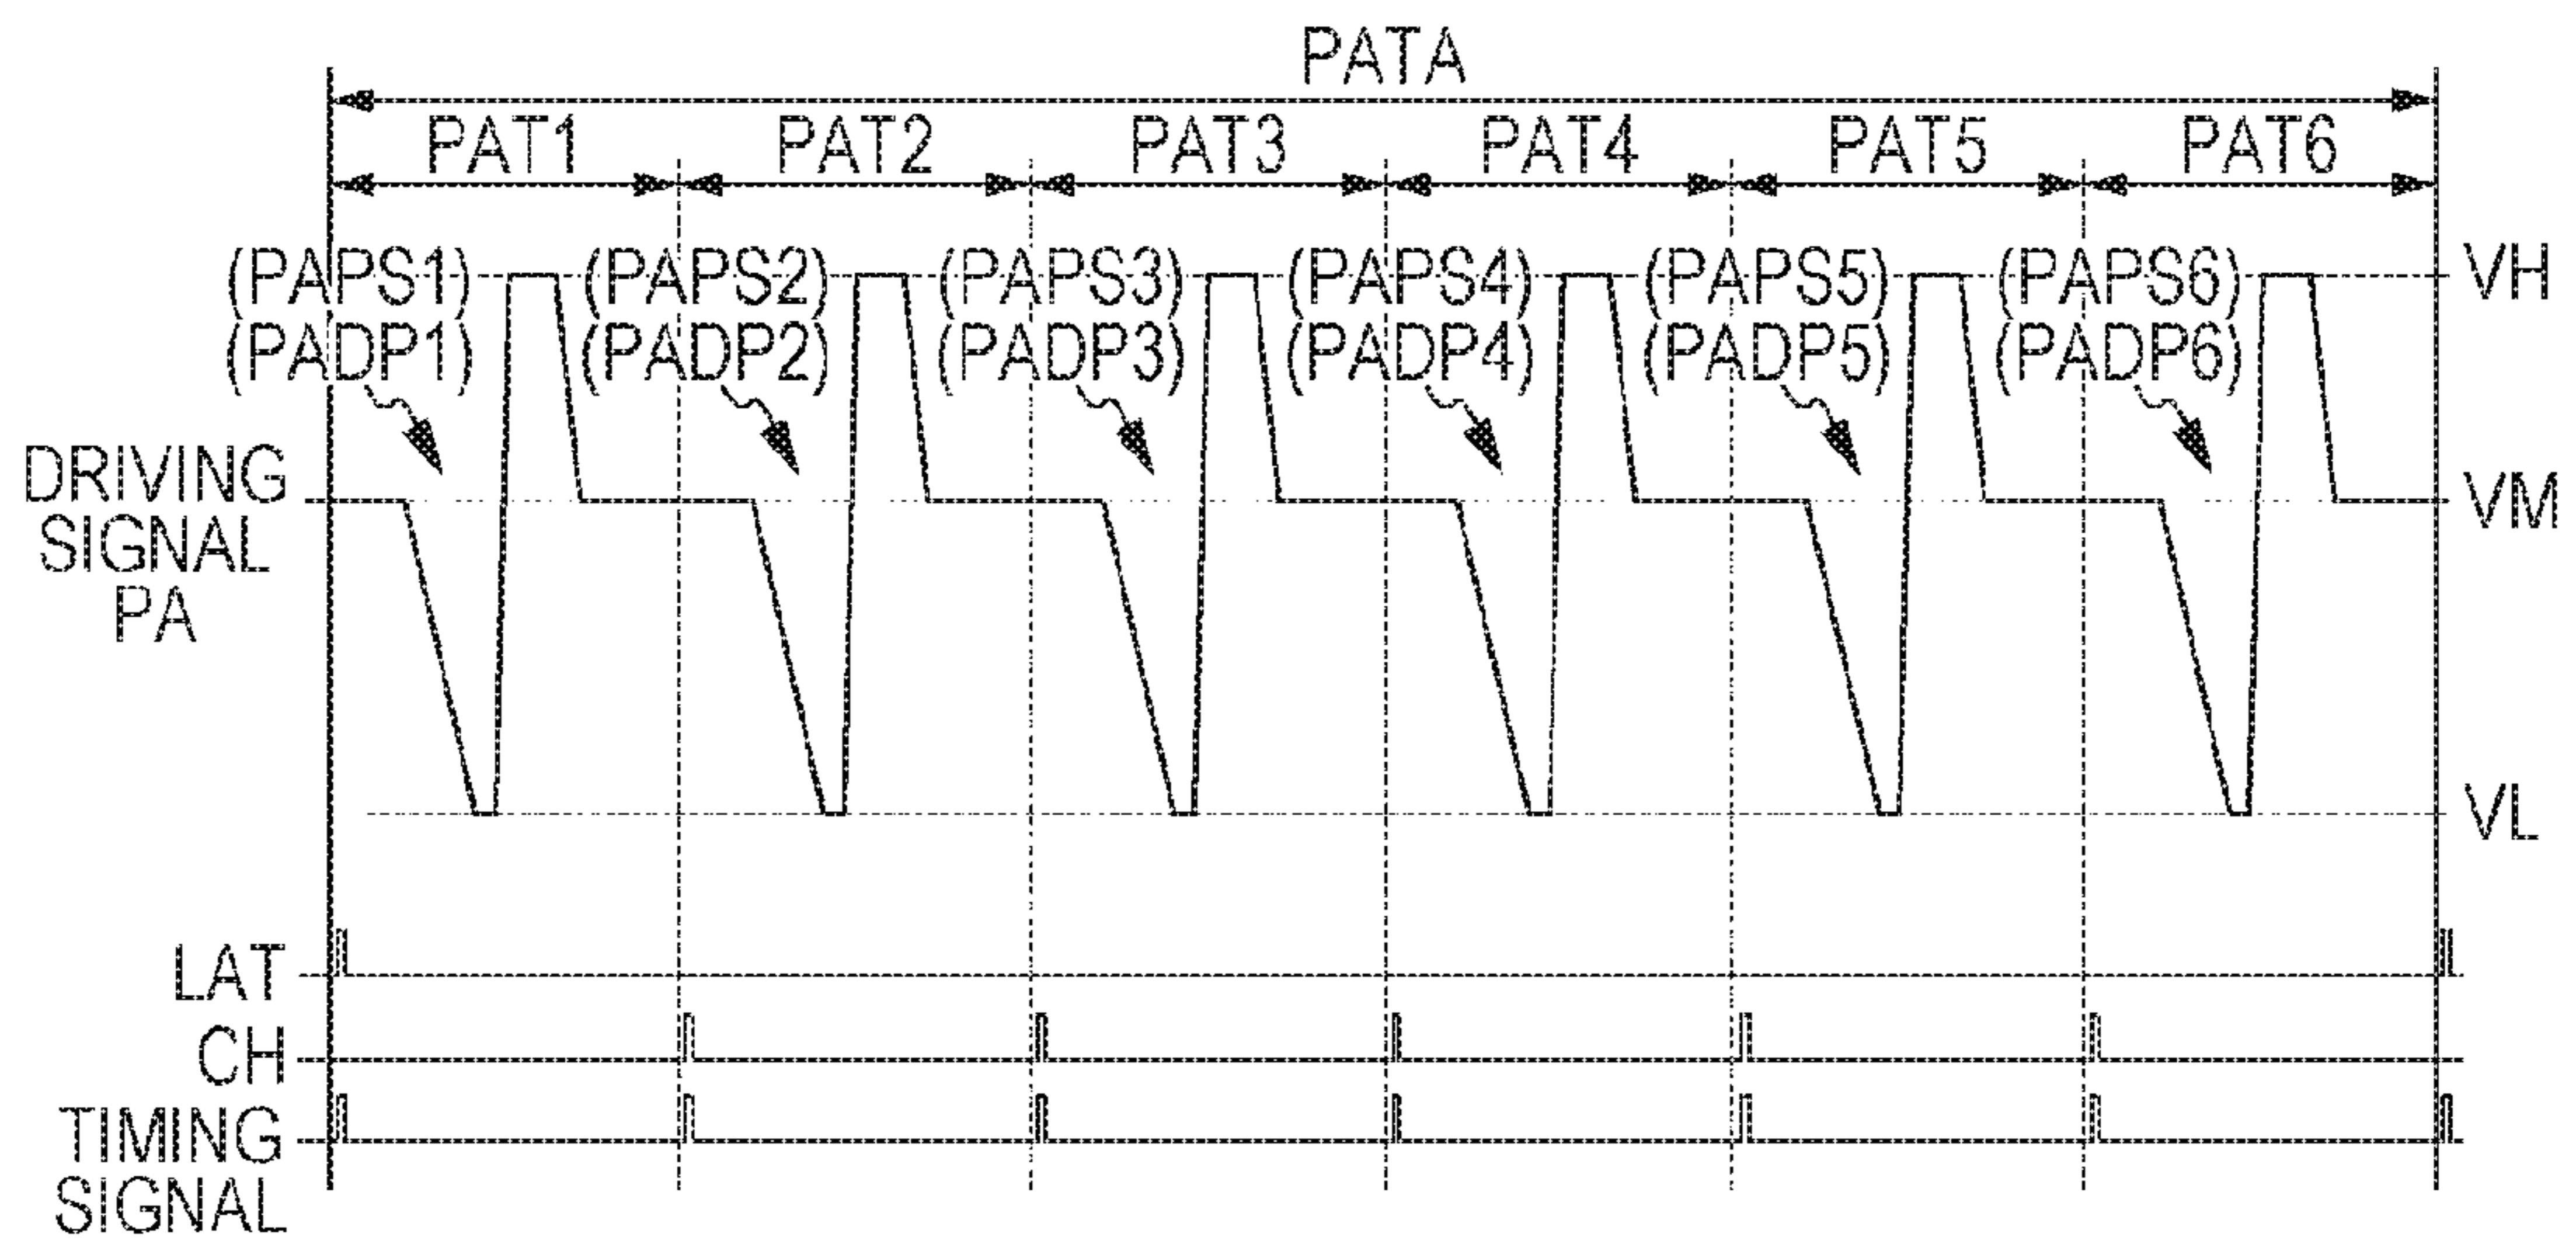 PATA
PAT1 PAT2 PAT3 PAT4 PAT5 PAT6
(PAPS1) (PAPS2) (PAPS3) (PAPS4) (PAPS5) (PAPS6) VH
(PADP1) (PADP2) (PADP3) (PADP4) (PADP5) (PADP6)
DRIVING
SIGNAL
PA
VM
VL
LAT
CH
TIMING
SIGNAL